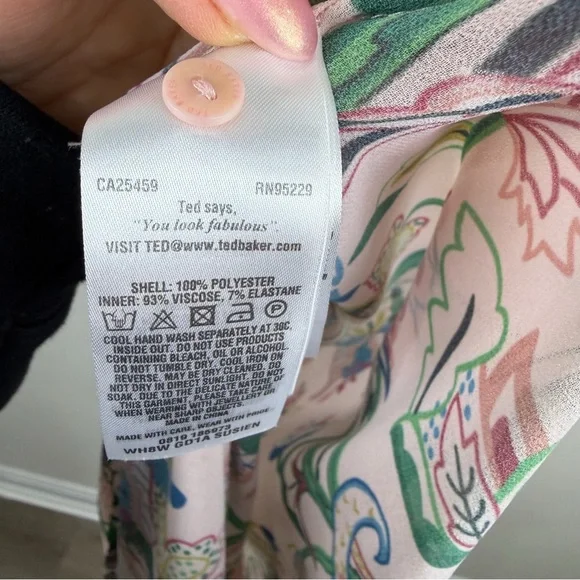 CA25459 RN95229
Ted says,
"You look fabulous".
VISIT TED@www.tedbaker.com
SHELL: 100% POLYESTER
INNER: 93% VISCOSE, 7% ELASTANE
COOL HAND WASH SEPARATELY AT 30C.
INSIDE OUT. DO NOT USE PRODUCTS
CONTAINING BLEACH, OIL OR ALCOHOL.
DO NOT TUMBLE DRY. COOL IRON ON
REVERSE. MAY BE DRY CLEANED. DO
NOT DRY IN DIRECT SUNLIGHT. DO NOT
SOAK. DUE TO THE DELICATE NATURE OF
THIS GARMENT PLEASE TAKE CARE
WHEN WEARING WITH JEWELLERY OR
NEAR SHARP OBJECTS.
MADE IN CHINA
MADE WITH CARE, WEAR WITH PRIDE
0819 186973
WH8W GD1A SUSIEN